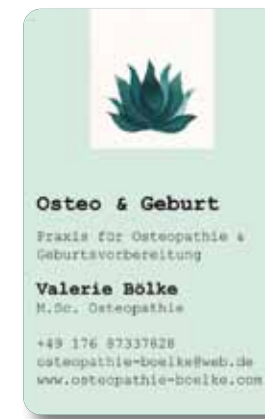 Osteo & Geburt
Praxis für Osteopathie &
Geburtsvorbereitung
Valerie Bölke
M.Sc. Osteopathie
+49 176 87337828
osteopathie-boelke@web.de
www.osteopathie-boelke.com